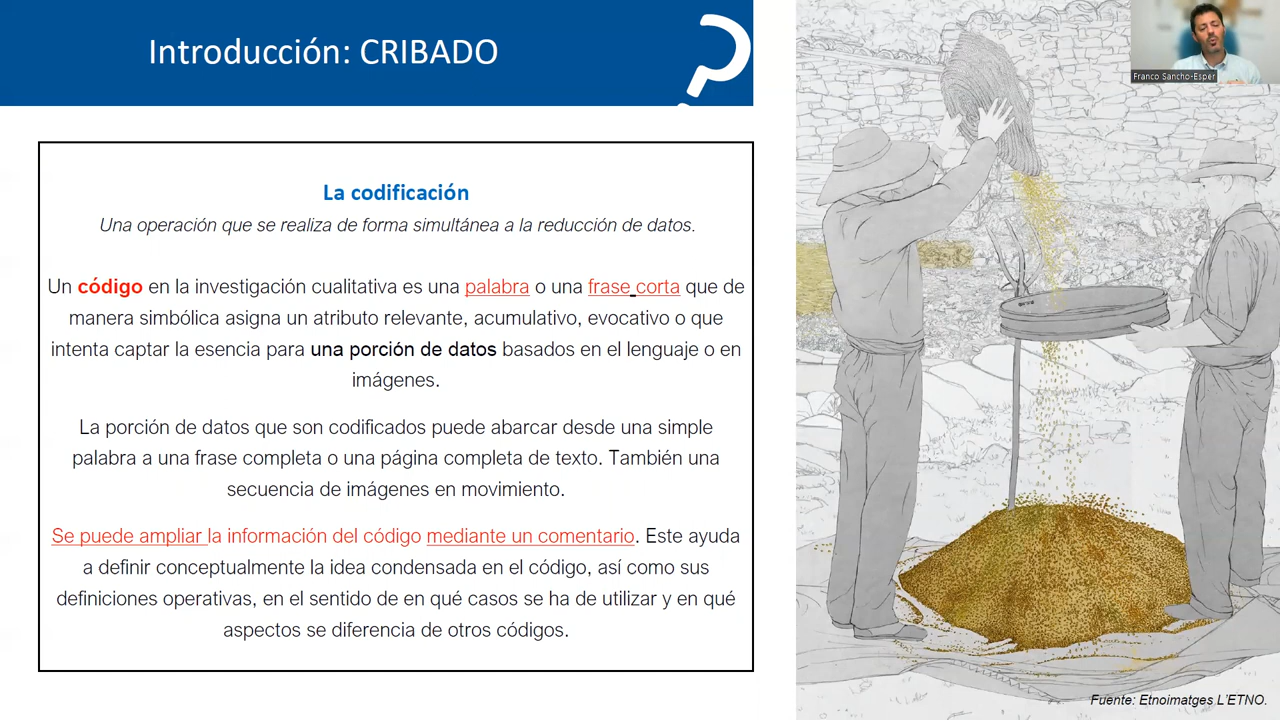 Introducción: CRIBADO
Franco Sancho-Esper
La codificación
Una operación que se realiza de forma simultánea a la reducción de datos.
Un código en la investigación cualitativa es una palabra o una frase corta que de
manera simbólica asigna un atributo relevante, acumulativo, evocativo o que
intenta captar la esencia para una porción de datos basados en el lenguaje o en
imágenes.
La porción de datos que son codificados puede abarcar desde una simple
palabra a una frase completa o una página completa de texto. También una
secuencia de imágenes en movimiento.
Se puede ampliar la información del código mediante un comentario. Este ayuda
a definir conceptualmente la idea condensada en el código, así como sus
definiciones operativas, en el sentido de en qué casos se ha de utilizar y en qué
aspectos se diferencia de otros códigos.
Fuente: Etnoimatges L’ETNO.